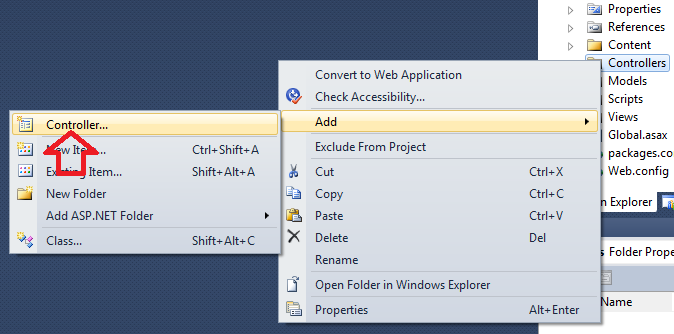 Properties
References
Content
Controllers
Models
Scripts
Views
Global.asax
packages.co
Web.config
n Explorer
s Folder Prope
Name
Convert to Web Application
Check Accessibility...
Add
Exclude From Project
Cut Ctrl+X
Copy Ctrl+C
Paste Ctrl+V
Delete Del
Rename
Open Folder in Windows Explorer
Properties Alt+Enter
Controller...
New Item... Ctrl+Shift+A
Existing Item... Shift+Alt+A
New Folder
Add ASP.NET Folder
Class... Shift+Alt+C